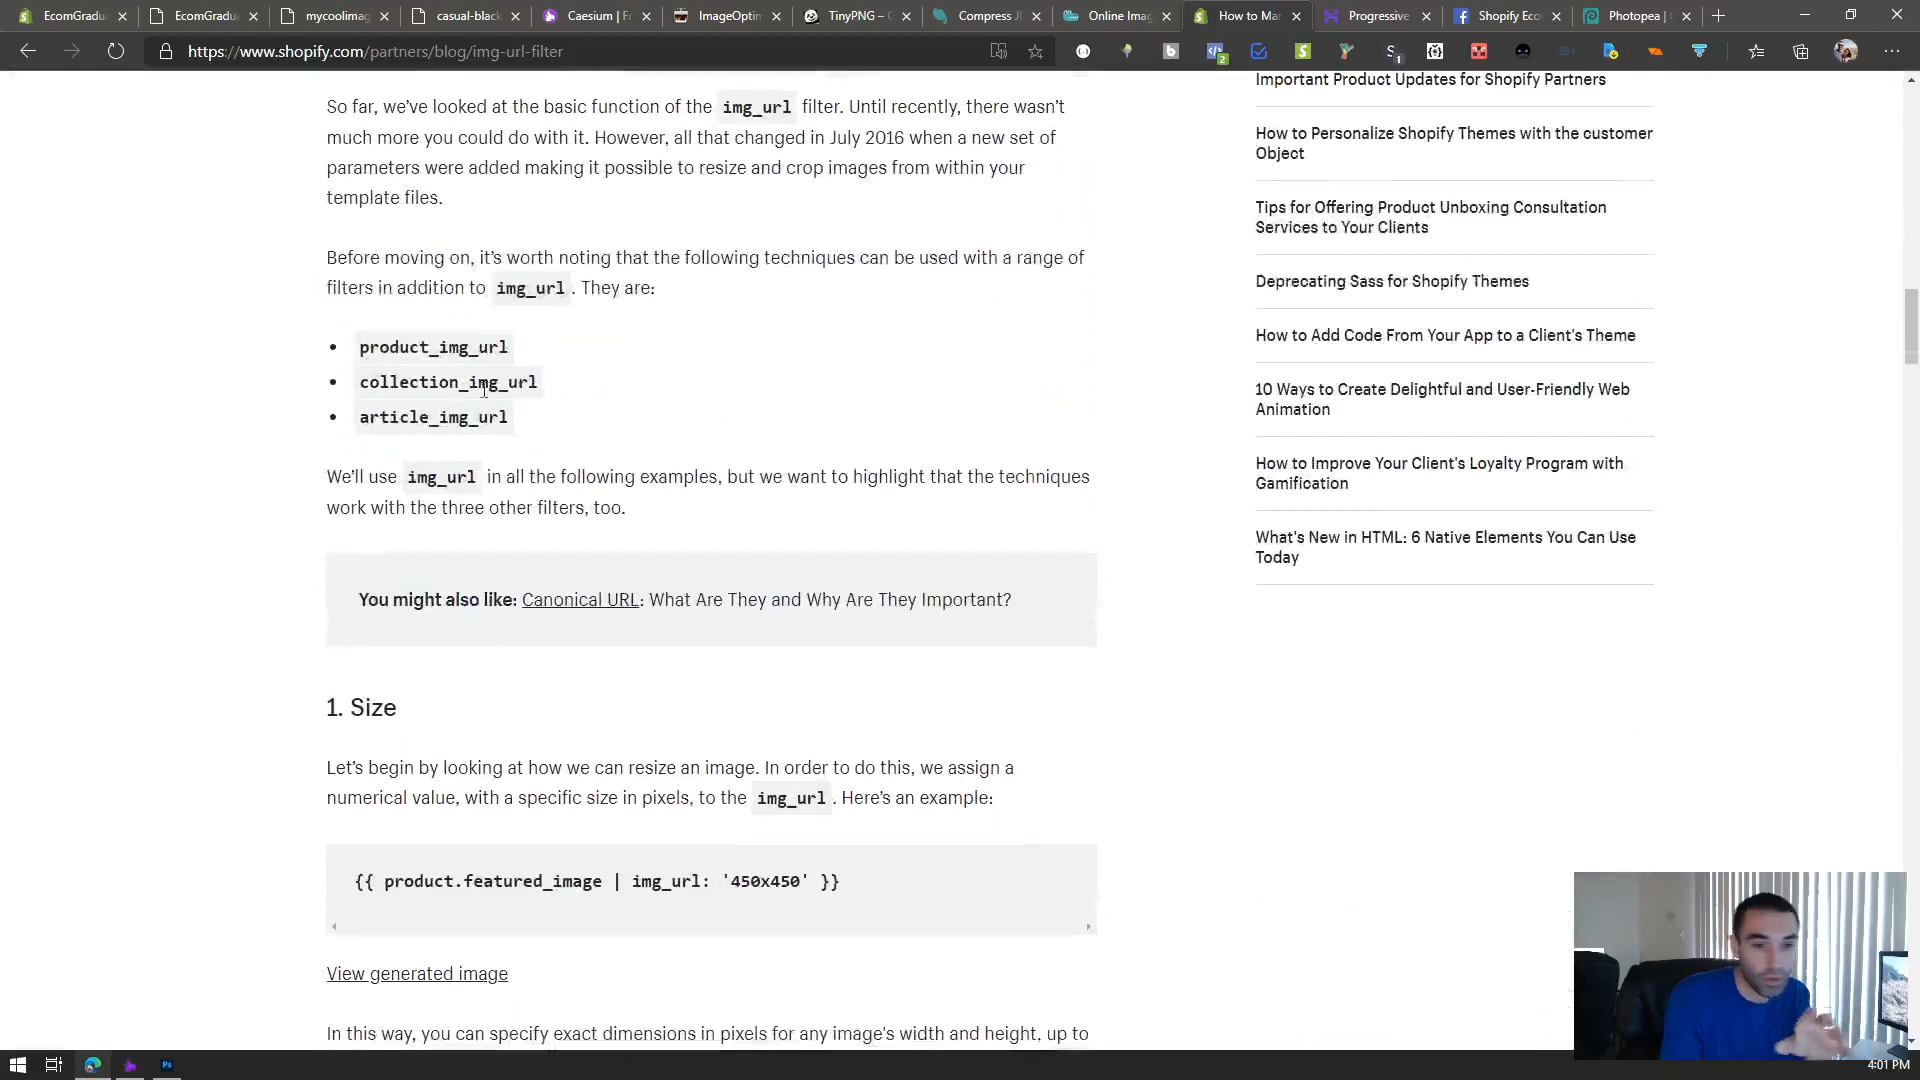 EcomGradu
EcomGradu
mycoolimag
casual-black
Caesium | Fr
ImageOptim
TinyPNG – C
Compress JI
Online Imag
How to Man
Progressive
Shopify Eco
Photopea | O
https://www.shopify.com/partners/blog/img-url-filter
So far, we’ve looked at the basic function of the img_url filter. Until recently, there wasn’t
much more you could do with it. However, all that changed in July 2016 when a new set of
parameters were added making it possible to resize and crop images from within your
template files.
Before moving on, it’s worth noting that the following techniques can be used with a range of
filters in addition to img_url . They are:
• product_img_url
• collection_img_url
• article_img_url
We’ll use img_url in all the following examples, but we want to highlight that the techniques
work with the three other filters, too.
You might also like: Canonical URL: What Are They and Why Are They Important?
1. Size
Let’s begin by looking at how we can resize an image. In order to do this, we assign a
numerical value, with a specific size in pixels, to the img_url . Here’s an example:
{{ product.featured_image | img_url: '450x450' }}
View generated image
In this way, you can specify exact dimensions in pixels for any image's width and height, up to
Important Product Updates for Shopify Partners
How to Personalize Shopify Themes with the customer
Object
Tips for Offering Product Unboxing Consultation
Services to Your Clients
Deprecating Sass for Shopify Themes
How to Add Code From Your App to a Client's Theme
10 Ways to Create Delightful and User-Friendly Web
Animation
How to Improve Your Client's Loyalty Program with
Gamification
What's New in HTML: 6 Native Elements You Can Use
Today
4:01 PM